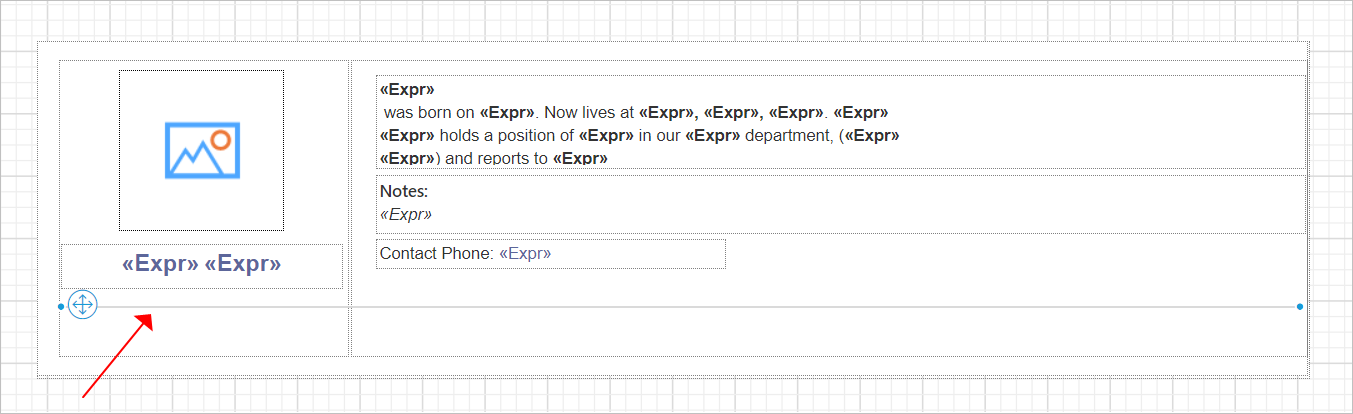 «Expr»
was born on «Expr». Now lives at «Expr», «Expr», «Expr». «Expr»
«Expr» holds a position of «Expr» in our «Expr» department, («Expr»
«Expr») and reports to «Expr»
Notes:
«Expr»
«Expr» «Expr»
Contact Phone: «Expr»